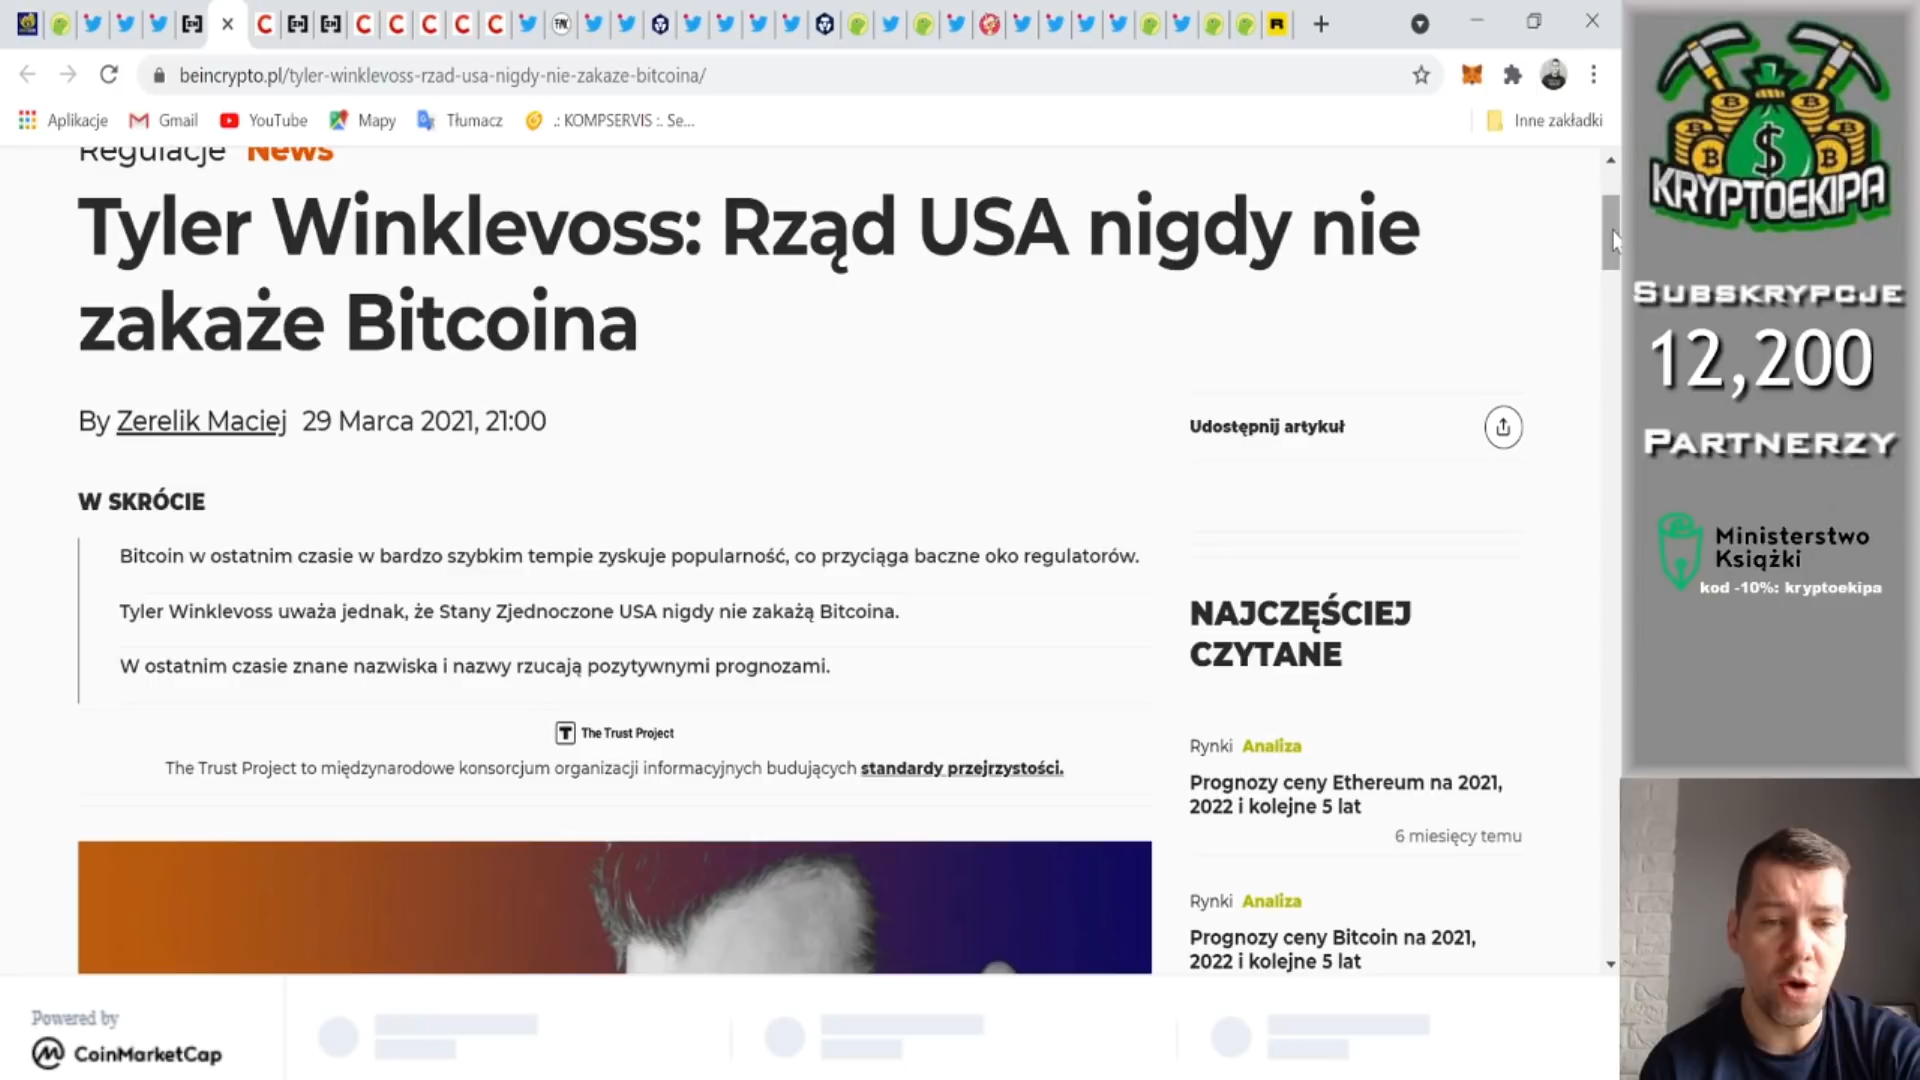 beincrypto.pl/tyler-winklevoss-rzad-usa-nigdy-nie-zakaze-bitcoina/
Aplikacje Gmail YouTube Mapy Tłumacz .: KOMPSERVIS :. Se... Inne zakładki
Regulacje News
Tyler Winklevoss: Rząd USA nigdy nie
zakaże Bitcoina
By Zerelik Maciej 29 Marca 2021, 21:00
Udostępnij artykuł
W SKRÓCIE
Bitcoin w ostatnim czasie w bardzo szybkim tempie zyskuje popularność, co przyciąga baczne oko regulatorów.
Tyler Winklevoss uważa jednak, że Stany Zjednoczone USA nigdy nie zakażą Bitcoina.
W ostatnim czasie znane nazwiska i nazwy rzucają pozytywnymi prognozami.
T The Trust Project
The Trust Project to międzynarodowe konsorcjum organizacji informacyjnych budujących standardy przejrzystości.
NAJCZĘŚCIEJ
CZYTANE
Rynki Analiza
Prognozy ceny Ethereum na 2021,
2022 i kolejne 5 lat
6 miesięcy temu
Rynki Analiza
Prognozy ceny Bitcoin na 2021,
2022 i kolejne 5 lat
Powered by
CoinMarketCap
KRYPTOEKIPA
SUBSKRYPCJE
12,200
PARTNERZY
Ministerstwo
Książki
kod -10%: kryptoekipa